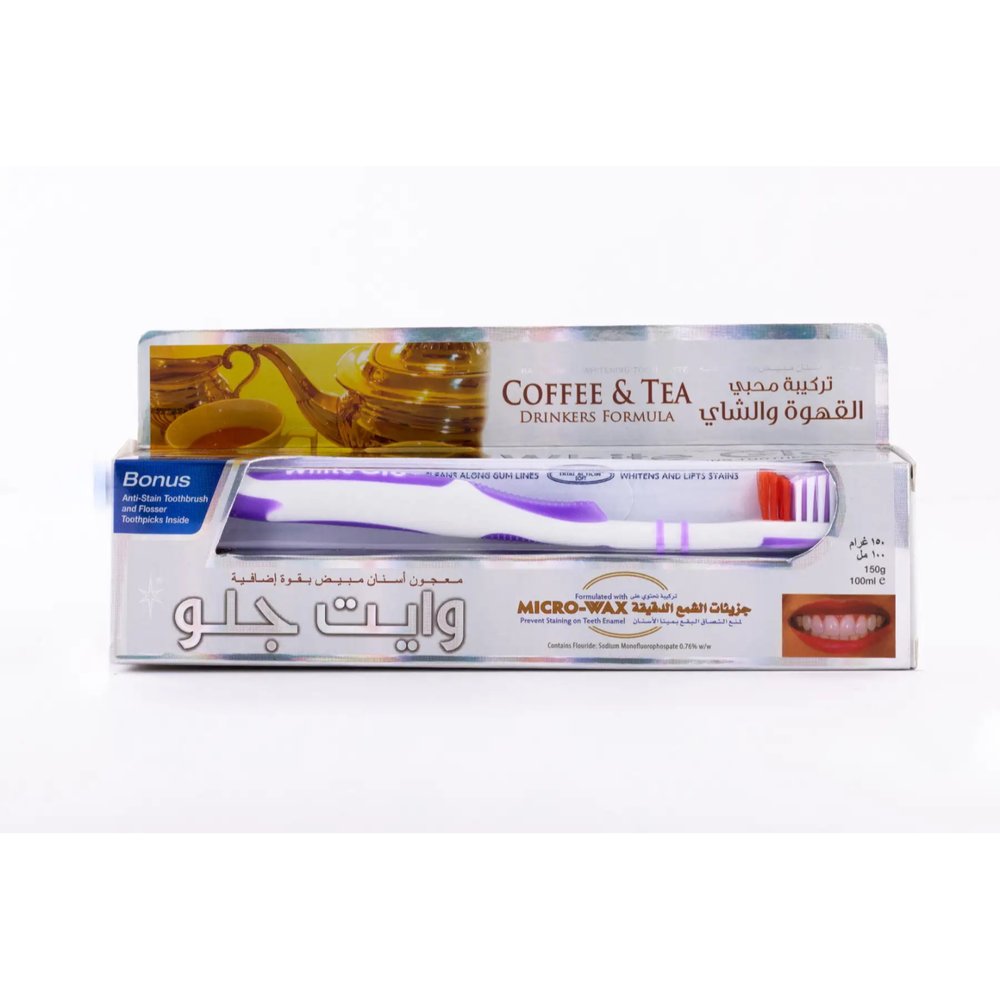 COFFEE & TEA
DRINKERS FORMULA
تركيبة محبي
القهوة والشاي
Bonus
Anti-Stain Toothbrush
and Flosser
Toothpicks Inside
ALONG GUM LINES
SOFT
WHITENS AND LIFTS STAINS
١٥٠ غرام
١٠٠ مل
150g
100ml e
معجون أسنان مبيض بقوة إضافية
وايت جلو
Formulated with تركيبة تحتوي على
MICRO-WAX جزيئات الشمع الدقيقة
Prevent Staining on Teeth Enamel لمنع التصاق البقع بمينا الأسنان
Contains Flouride: Sodium Monofluorophospate 0.76% w/w